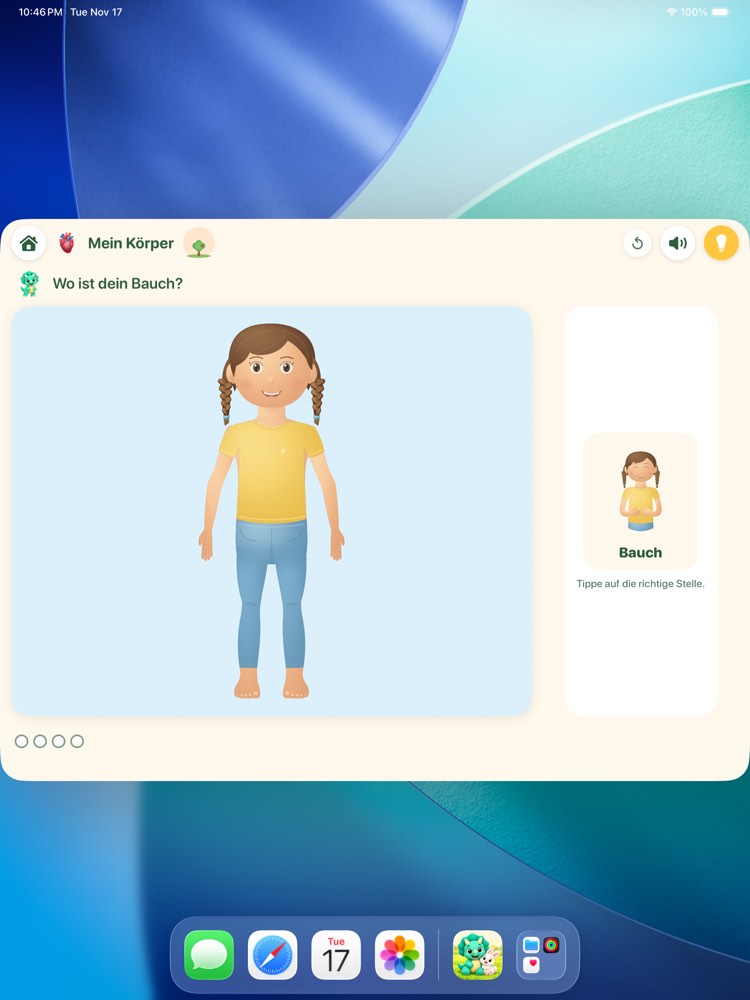 10:46 PM Tue Nov 17
100%
Mein Körper
Wo ist dein Bauch?
Bauch
Tippe auf die richtige Stelle.
Tue
17